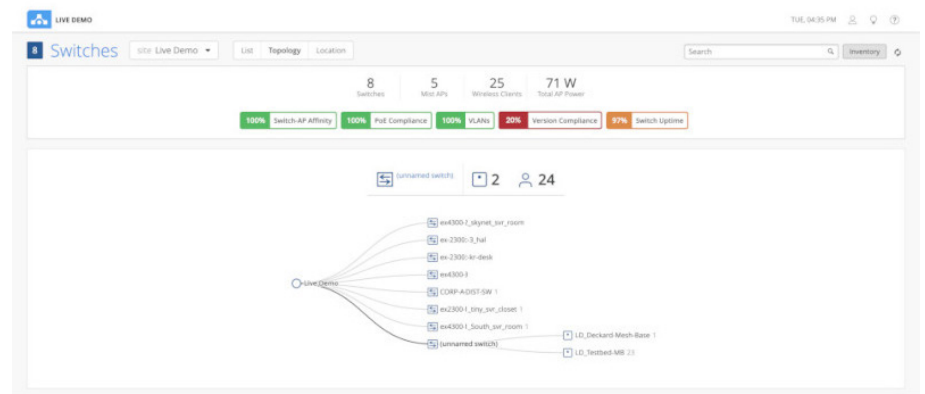 LIVE DEMO
TUE, 04:35 PM
8 Switches site Live Demo List Topology Location Search Inventory
8 5 25 71 W
Switches Mist APs Wireless Clients Total AP Power
100% Switch-AP Affinity 100% PoE Compliance 100% VLANs 20% Version Compliance 97% Switch Uptime
(unnamed switch) 2 24
ex4300-l_skynet_svr_room
ex-2300:-3_hal
ex-2300:-kr-desk
Live Demo
ex4300-l
CORP-A-DIST-SW 1
ex2300-l_tiny_svr_closet 1
ex4300-l_South_svr_room 1
(unnamed switch)
LD_Deckard-Mesh-Base 1
LD_Testbed-MB 23